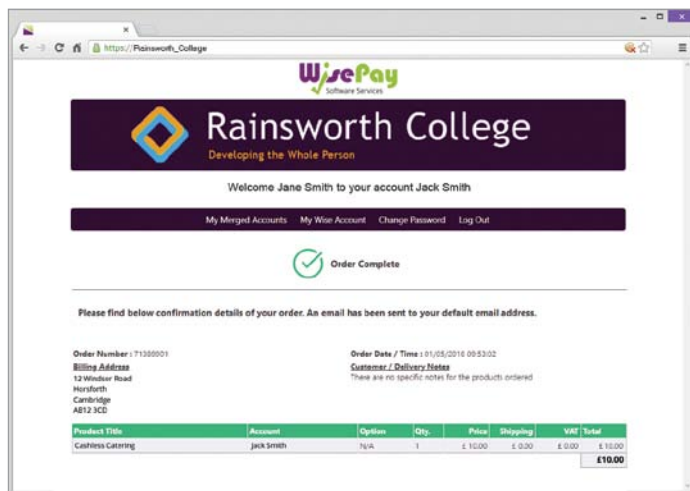 https://Rainsworth_College
WisePay
Software Services
Rainsworth College
Developing the Whole Person
Welcome Jane Smith to your account Jack Smith
My Merged Accounts My Wise Account Change Password Log Out
Order Complete
Please find below confirmation details of your order. An email has been sent to your default email address.
Order Number : 71389901 Order Date / Time : 01/05/2016 09:53:02
Billing Address Customer / Delivery Notes
12 Windsor Road There are no specific notes for the products ordered
Horsforth
Cambridge
AB12 3CD
Product Title Account Option Qty. Price Shipping VAT Total
Cashless Catering Jack Smith N/A 1 £ 10.00 £ 0.00 £ 0.00 £ 10.00
£10.00